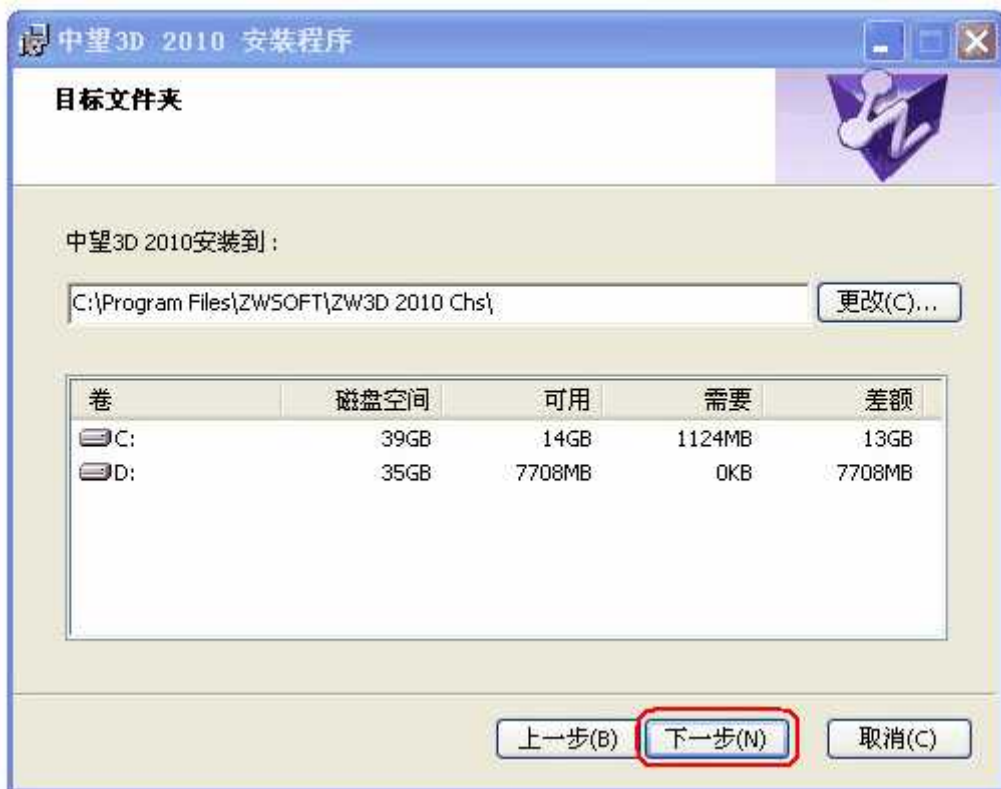 中望3D 2010 安装程序
目标文件夹
中望3D 2010安装到：
C:\Program Files\ZWSOFT\ZW3D 2010 Chs\ 更改(C)...
卷 磁盘空间 可用 需要 差额
C: 39GB 14GB 1124MB 13GB
D: 35GB 7708MB 0KB 7708MB
上一步(B) 下一步(N) 取消(C)